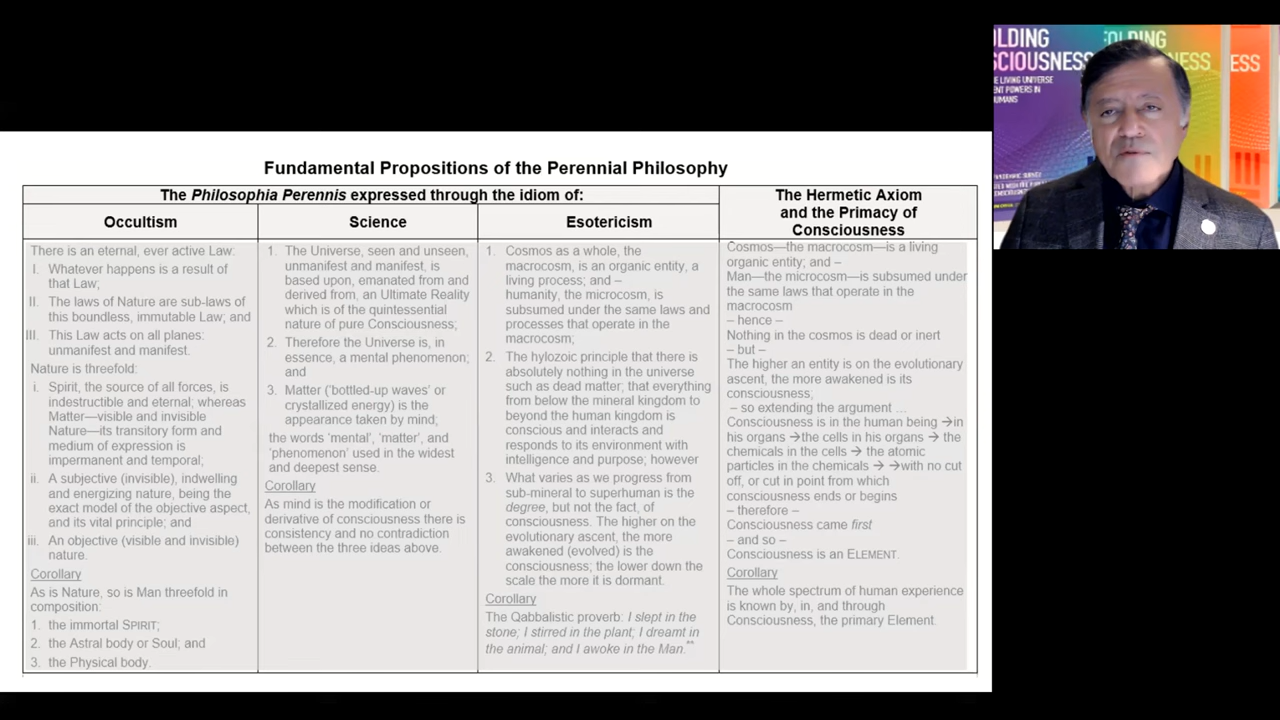 Fundamental Propositions of the Perennial Philosophy
The Philosophia Perennis expressed through the idiom of:
The Hermetic Axiom
and the Primacy of
Consciousness
Occultism
Science
Esotericism
There is an eternal, ever active Law:
I. Whatever happens is a result of
that Law;
II. The laws of Nature are sub-laws of
this boundless, immutable Law; and
III. This Law acts on all planes:
unmanifest and manifest.
Nature is threefold:
i. Spirit, the source of all forces, is
indestructible and eternal; whereas
Matter—visible and invisible
Nature—its transitory form and
medium of expression is
impermanent and temporal;
ii. A subjective (invisible), indwelling
and energizing nature, being the
exact model of the objective aspect,
and its vital principle; and
iii. An objective (visible and invisible)
nature.
Corollary
As is Nature, so is Man threefold in
composition:
1. the immortal SPIRIT;
2. the Astral body or Soul; and
3. the Physical body.
1. The Universe, seen and unseen,
unmanifest and manifest, is
based upon, emanated from and
derived from, an Ultimate Reality
which is of the quintessential
nature of pure Consciousness;
2. Therefore the Universe is, in
essence, a mental phenomenon;
and
3. Matter ('bottled-up waves' or
crystallized energy) is the
appearance taken by mind;
the words 'mental', 'matter', and
'phenomenon' used in the widest
and deepest sense.
Corollary
As mind is the modification or
derivative of consciousness there is
consistency and no contradiction
between the three ideas above.
1. Cosmos as a whole, the
macrocosm, is an organic entity, a
living process; and –
humanity, the microcosm, is
subsumed under the same laws and
processes that operate in the
macrocosm;
2. The hylozoic principle that there is
absolutely nothing in the universe
such as dead matter; that everything
from below the mineral kingdom to
beyond the human kingdom is
conscious and interacts and
responds to its environment with
intelligence and purpose; however
3. What varies as we progress from
sub-mineral to superhuman is the
degree, but not the fact, of
consciousness. The higher on the
evolutionary ascent, the more
awakened (evolved) is the
consciousness; the lower down the
scale the more it is dormant.
Corollary
The Qabbalistic proverb: I slept in the
stone; I stirred in the plant; I dreamt in
the animal; and I awoke in the Man.**
Cosmos—the macrocosm—is a living
organic entity; and –
Man—the microcosm—is subsumed under
the same laws that operate in the
macrocosm
– hence –
Nothing in the cosmos is dead or inert
– but –
The higher an entity is on the evolutionary
ascent, the more awakened is its
consciousness;
– so extending the argument …
Consciousness is in the human being →in
his organs →the cells in his organs → the
chemicals in the cells → the atomic
particles in the chemicals → →with no cut
off, or cut in point from which
consciousness ends or begins
– therefore –
Consciousness came first
– and so –
Consciousness is an ELEMENT.
Corollary
The whole spectrum of human experience
is known by, in, and through
Consciousness, the primary Element.
OLDING
SCIOUSNESS
E LIVING UNIVERSE
ENT POWERS IN
UMANS
OLDING
NESS
ESS